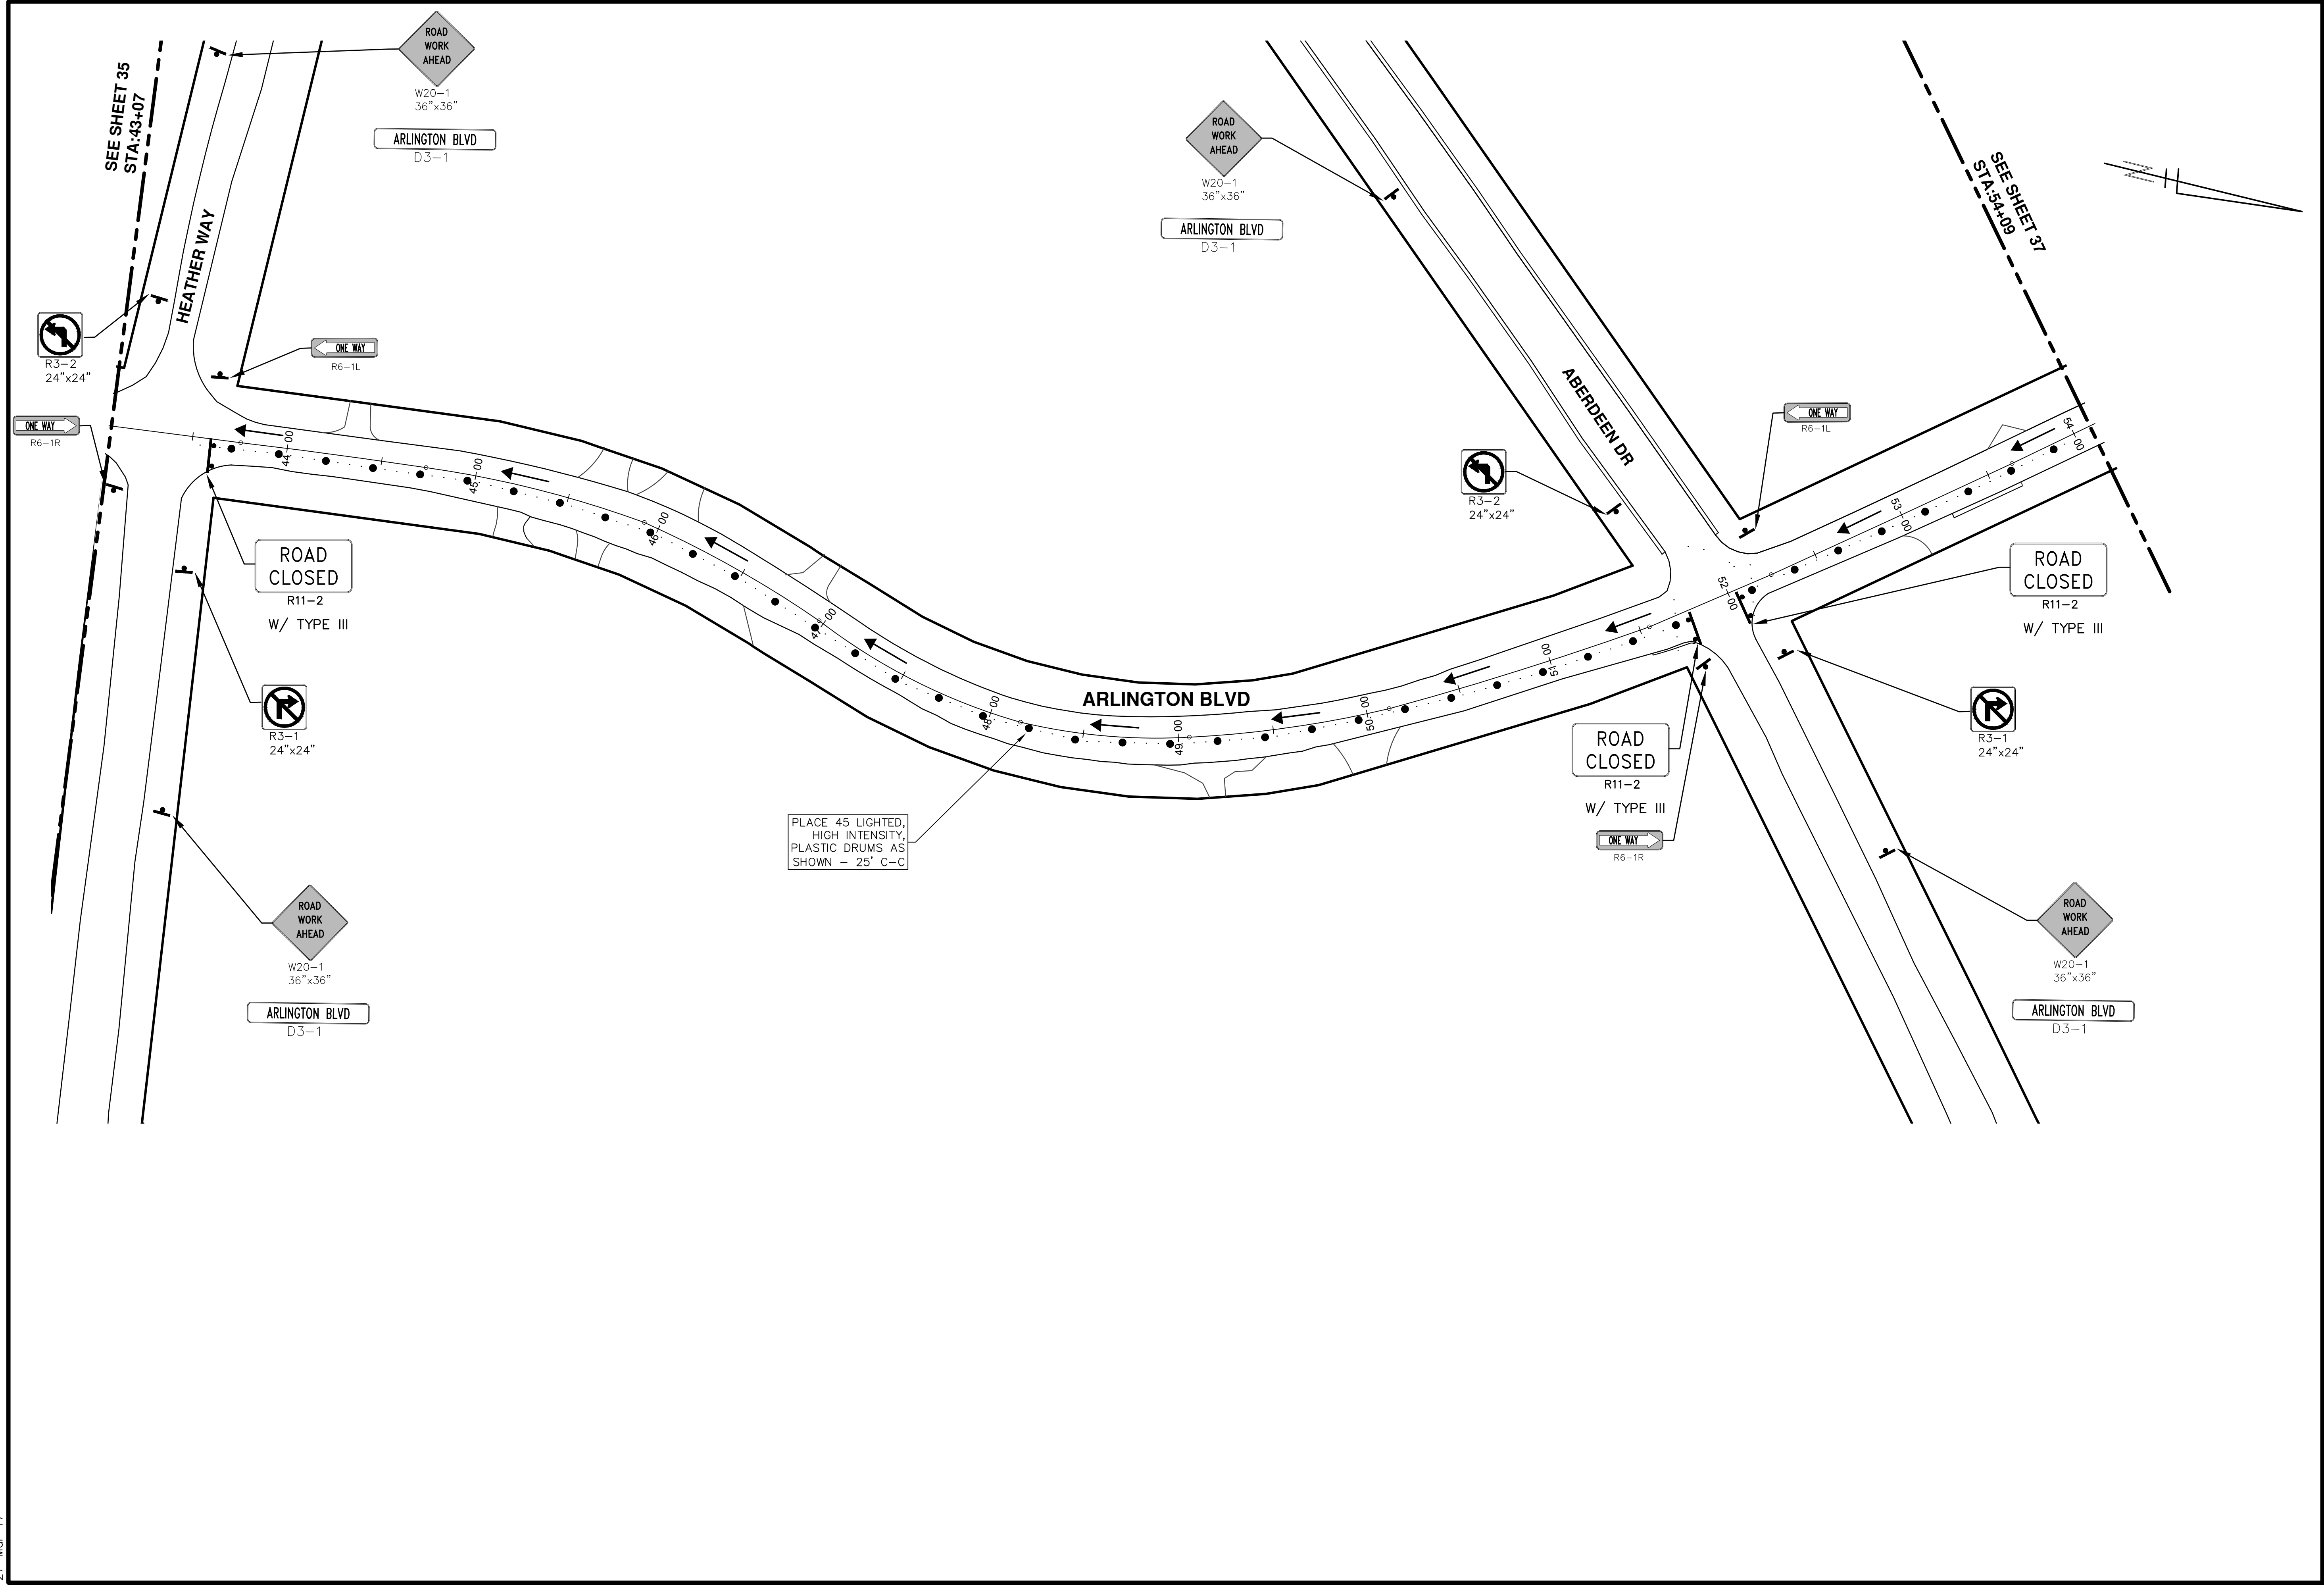 ROAD
WORK
AHEAD
W20-1
36"x36"
ARLINGTON BLVD
D3-1
SEE SHEET 35
STA:43+07
HEATHER WAY
R3-2
24"x24"
ONE WAY
R6-1L
ONE WAY
R6-1R
ROAD
CLOSED
R11-2
W/ TYPE III
R3-1
24"x24"
ROAD
WORK
AHEAD
W20-1
36"x36"
ARLINGTON BLVD
D3-1
44+00
45+00
46+00
47+00
48+00
49+00
50+00
51+00
52+00
53+00
54+00
ARLINGTON BLVD
PLACE 45 LIGHTED,
HIGH INTENSITY,
PLASTIC DRUMS AS
SHOWN - 25' C-C
ROAD
WORK
AHEAD
W20-1
36"x36"
ARLINGTON BLVD
D3-1
ABERDEEN DR
R3-2
24"x24"
ONE WAY
R6-1L
SEE SHEET 37
STA:54+09
N
ROAD
CLOSED
R11-2
W/ TYPE III
ROAD
CLOSED
R11-2
W/ TYPE III
ONE WAY
R6-1R
R3-1
24"x24"
ROAD
WORK
AHEAD
W20-1
36"x36"
ARLINGTON BLVD
D3-1